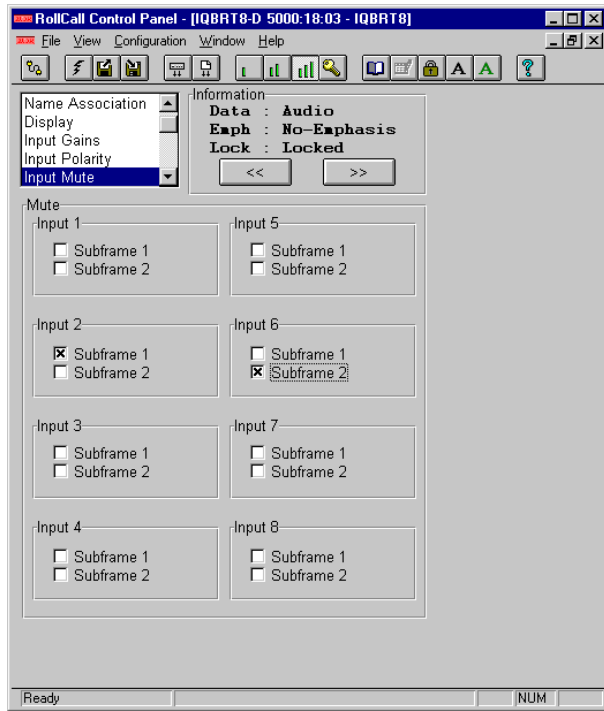 RollCall Control Panel - [IQBRT8-D 5000:18:03 - IQBRT8]
File View Configuration Window Help
A A ?
Name Association
Display
Input Gains
Input Polarity
Input Mute
Information
Data : Audio
Emph : No-Emphasis
Lock : Locked
<< >>
Mute
Input 1
Subframe 1
Subframe 2
Input 5
Subframe 1
Subframe 2
Input 2
Subframe 1
Subframe 2
Input 6
Subframe 1
Subframe 2
Input 3
Subframe 1
Subframe 2
Input 7
Subframe 1
Subframe 2
Input 4
Subframe 1
Subframe 2
Input 8
Subframe 1
Subframe 2
Ready NUM